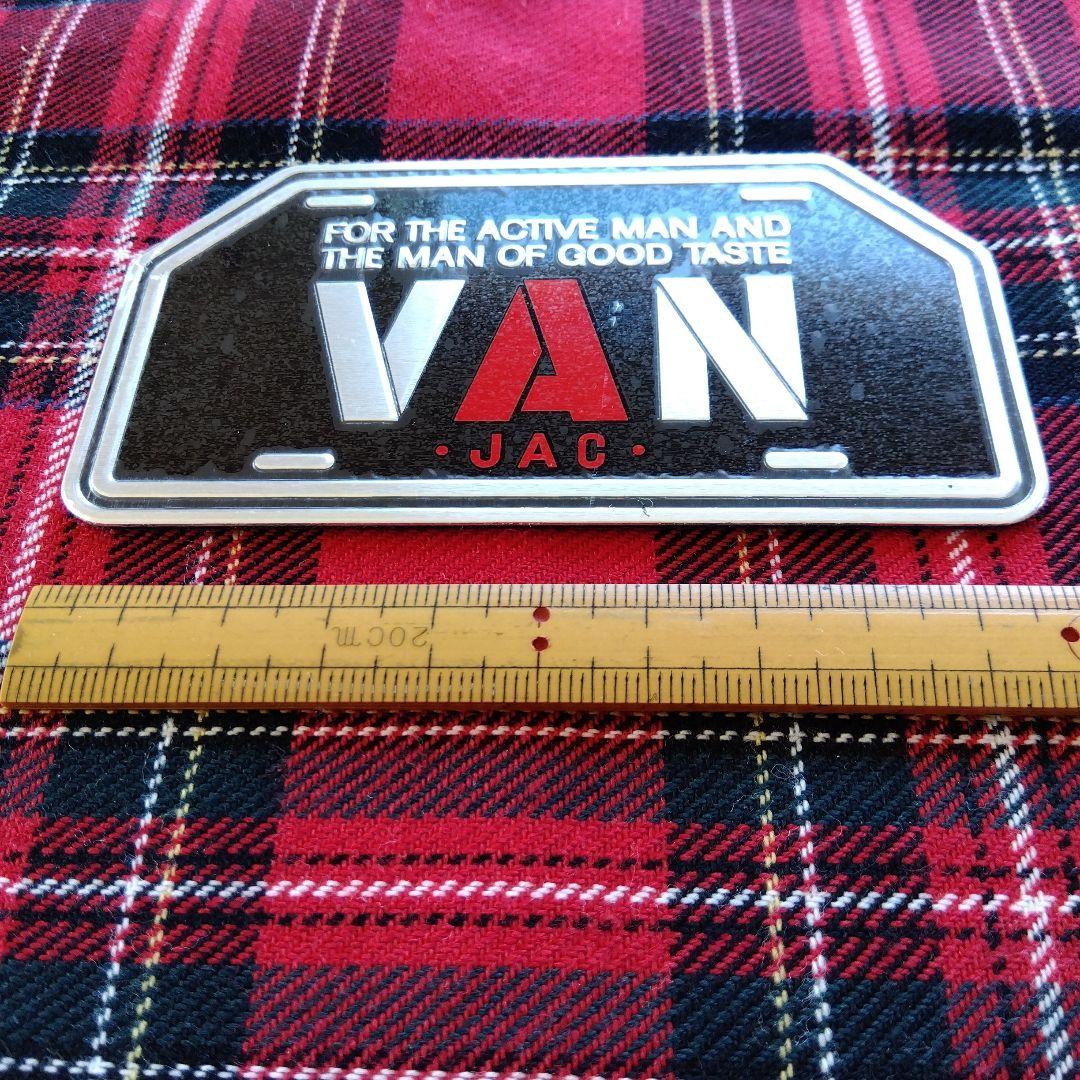 FOR THE ACTIVE MAN AND
THE MAN OF GOOD TASTE
VAN
·JAC·
20cm